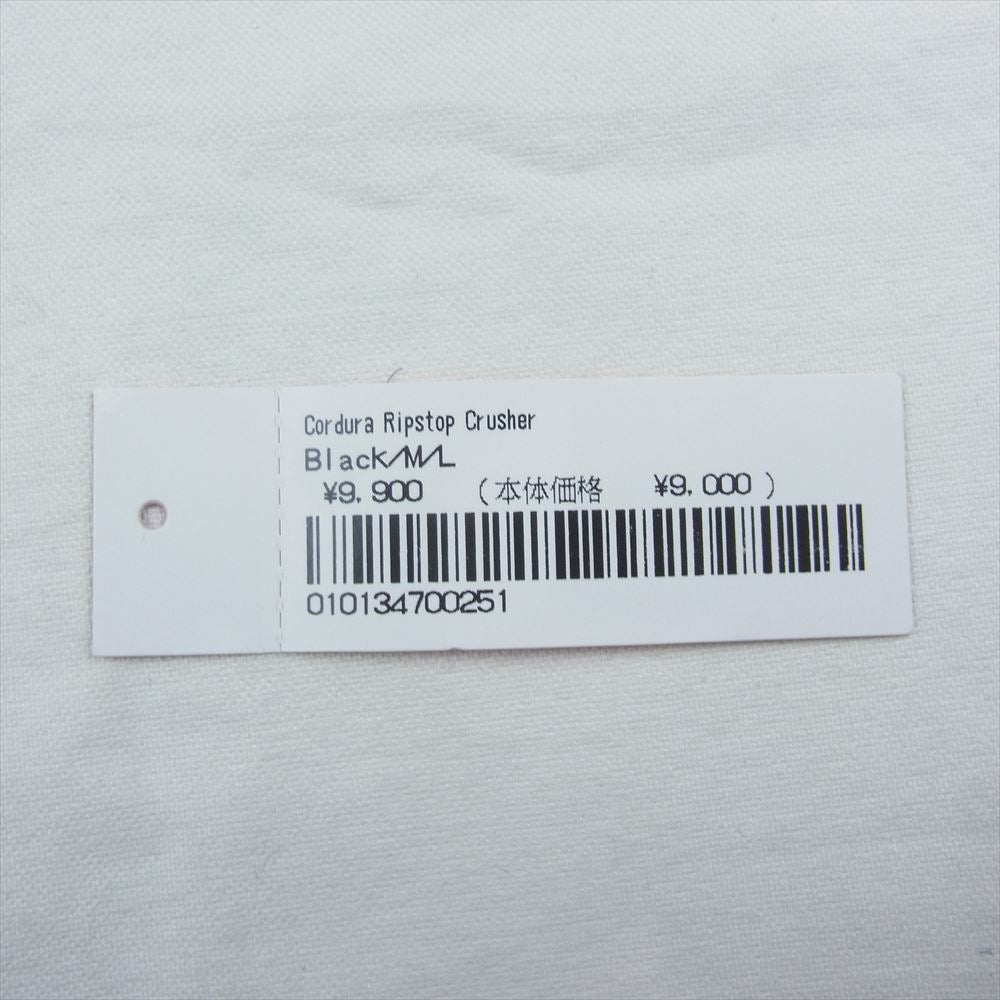 Cordura Ripstop Crusher
Black/M/L
¥9,900 (本体価格 ¥9,000)
010134700251